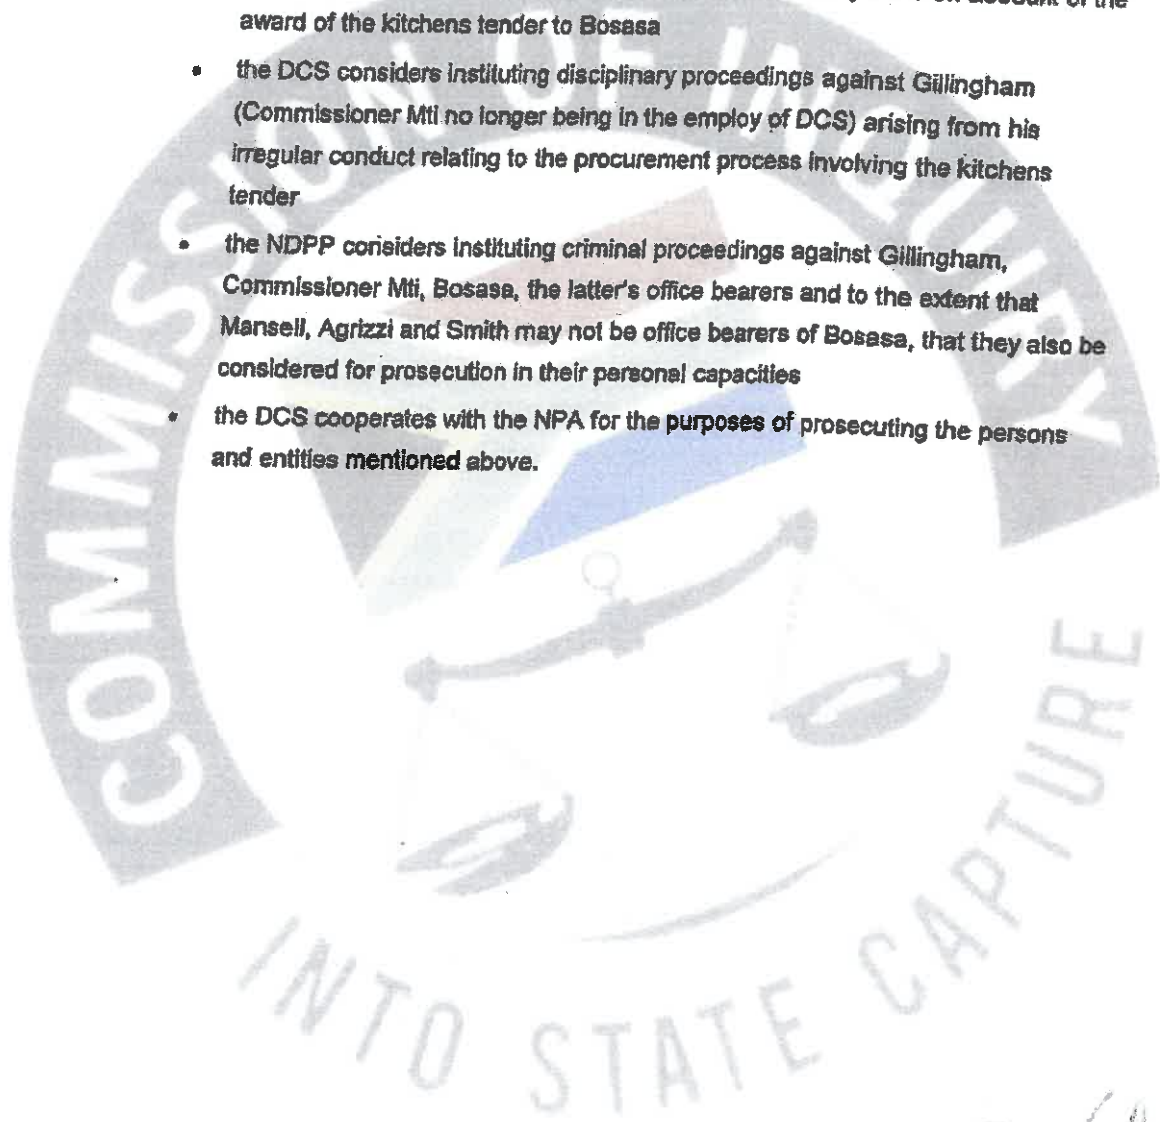 on account of the
award of the kitchens tender to Bosasa
• the DCS considers instituting disciplinary proceedings against Gillingham
(Commissioner Mti no longer being in the employ of DCS) arising from his
irregular conduct relating to the procurement process involving the kitchens
tender
• the NDPP considers instituting criminal proceedings against Gillingham,
Commissioner Mti, Bosasa, the latter's office bearers and to the extent that
Mansell, Agrizzi and Smith may not be office bearers of Bosasa, that they also be
considered for prosecution in their personal capacities
• the DCS cooperates with the NPA for the purposes of prosecuting the persons
and entities mentioned above.
COMMISSION OF INQUIRY
INTO STATE CAPTURE